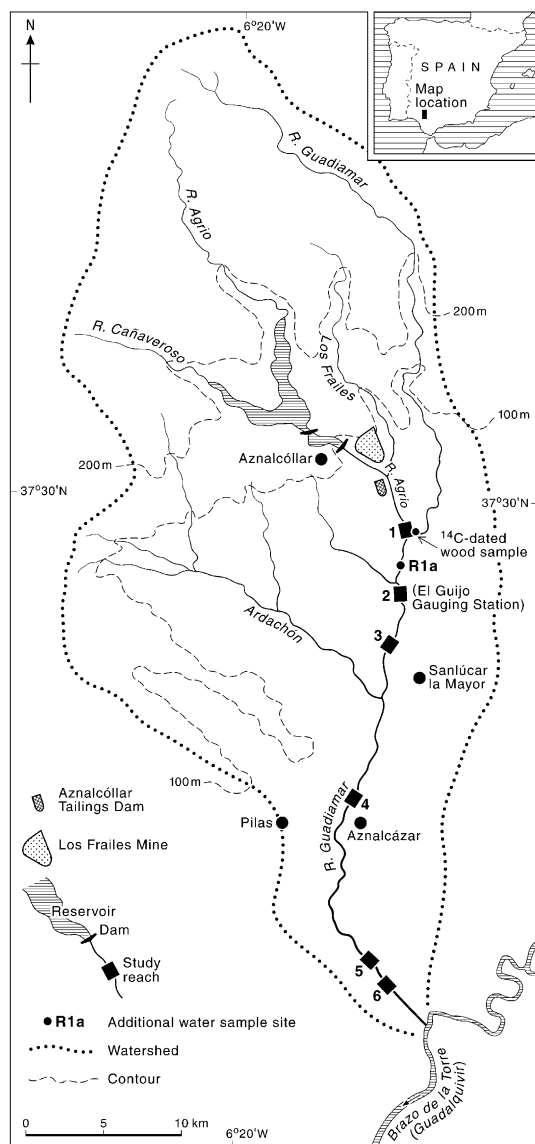 N
6°20'W
SPAIN
Map
location
R. Guadiamar
R. Agrio
200m
R. Cañaveroso
Los Frailes
100m
Aznalcóllar
200m
R. Agrio
37°30'N
37°30'N
1
14C-dated
wood sample
R1a
2
(El Guijo
Gauging Station)
Ardachón
3
Sanlúcar
la Mayor
100m
Aznalcóllar
Tailings Dam
R. Guadiamar
4
Pilas
Aznalcázar
Los Frailes Mine
Reservoir
Dam
Study
reach
5
6
R1a Additional water sample site
Watershed
Contour
0 5 10 km
6°20'W
Brazo de la Torre
(Guadalquivir)